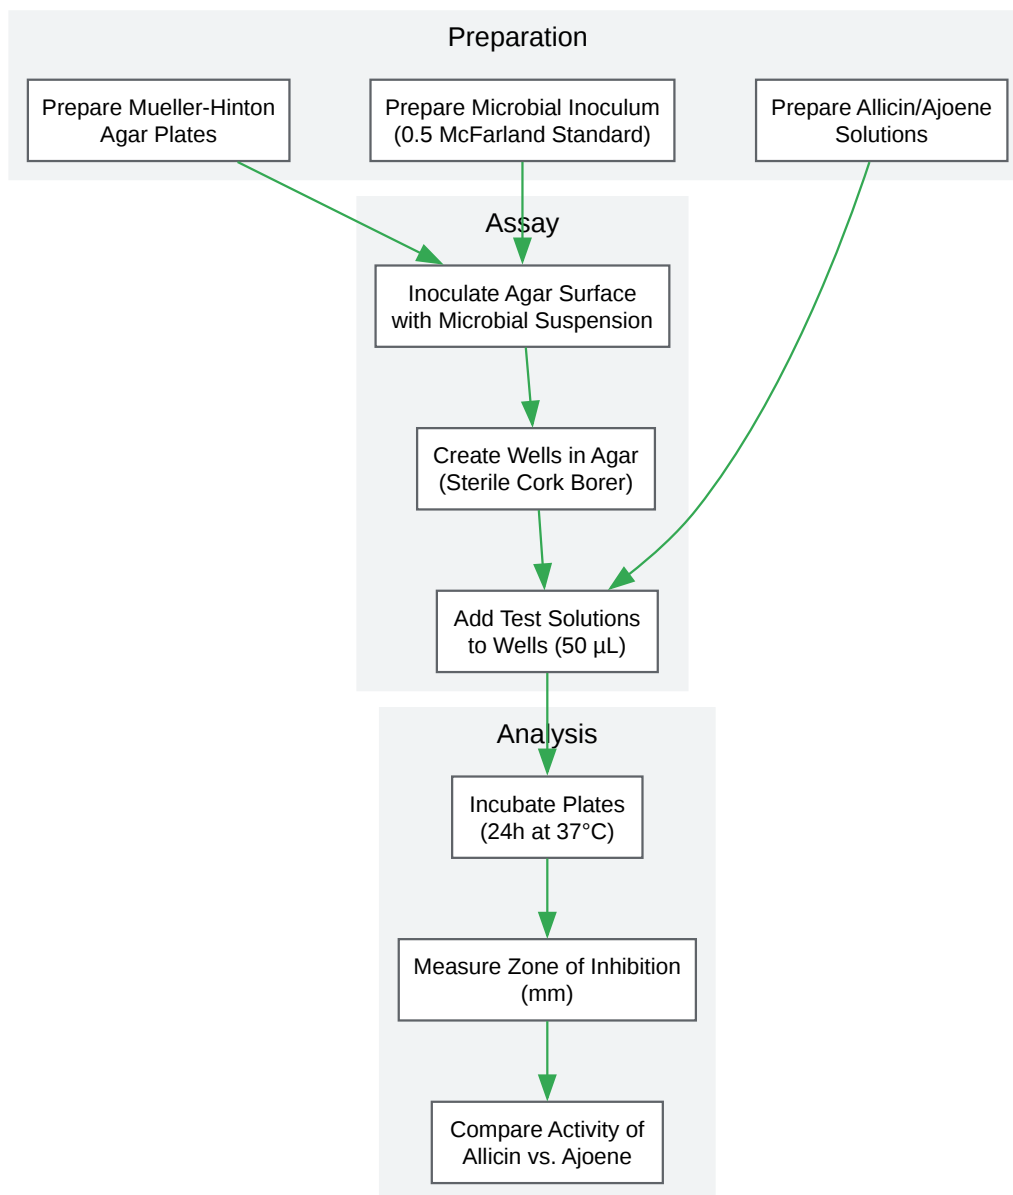 Preparation
Prepare Mueller-Hinton
Agar Plates
Prepare Microbial Inoculum
(0.5 McFarland Standard)
Prepare Allicin/Ajoene
Solutions
Assay
Inoculate Agar Surface
with Microbial Suspension
Create Wells in Agar
(Sterile Cork Borer)
Add Test Solutions
to Wells (50 µL)
Analysis
Incubate Plates
(24h at 37°C)
Measure Zone of Inhibition
(mm)
Compare Activity of
Allicin vs. Ajoene